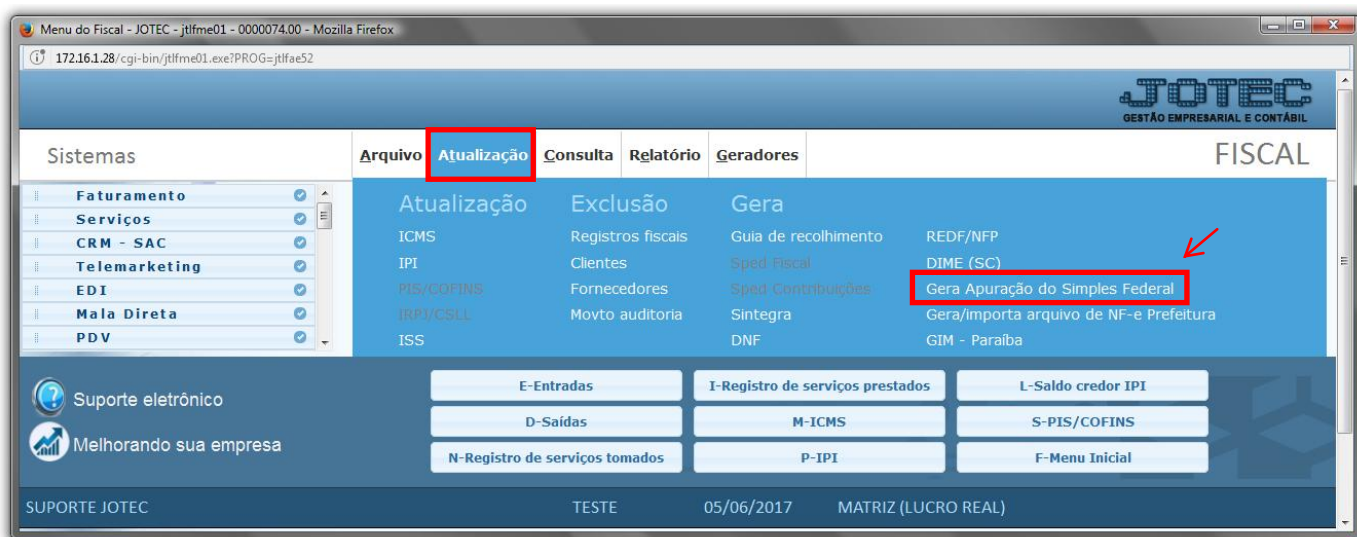 Menu do Fiscal - JOTEC - jtlfme01 - 0000074.00 - Mozilla Firefox
172.16.1.28/cgi-bin/jtlfme01.exe?PROG=jtlfae52
JOTEC
GESTÃO EMPRESARIAL E CONTÁBIL
Sistemas
Arquivo Atualização Consulta Relatório Geradores
FISCAL
Faturamento
Serviços
CRM - SAC
Telemarketing
EDI
Mala Direta
PDV
Atualização
ICMS
IPI
PIS/COFINS
IRPJ/CSLL
ISS
Exclusão
Registros fiscais
Clientes
Fornecedores
Movto auditoria
Gera
Guia de recolhimento
Sped Fiscal
Sped Contribuições
Sintegra
DNF
REDF/NFP
DIME (SC)
Gera Apuração do Simples Federal
Gera/importa arquivo de NF-e Prefeitura
GIM - Paraíba
Suporte eletrônico
Melhorando sua empresa
E-Entradas
I-Registro de serviços prestados
L-Saldo credor IPI
D-Saídas
M-ICMS
S-PIS/COFINS
N-Registro de serviços tomados
P-IPI
F-Menu Inicial
SUPORTE JOTEC
TESTE
05/06/2017
MATRIZ (LUCRO REAL)